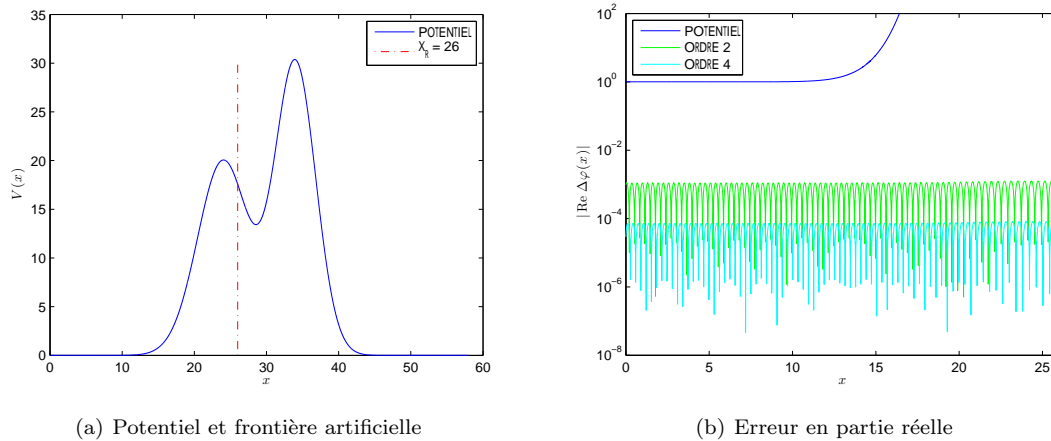 35
30
25
20
15
10
5
0
V(x)
0 10 20 30 40 50 60
x
POTENTIEL
X_R = 26
(a) Potentiel et frontière artificielle
10^2
10^0
10^-2
10^-4
10^-6
10^-8
|Re Δφ(x)|
0 5 10 15 20 25
x
POTENTIEL
ORDRE 2
ORDRE 4
(b) Erreur en partie réelle